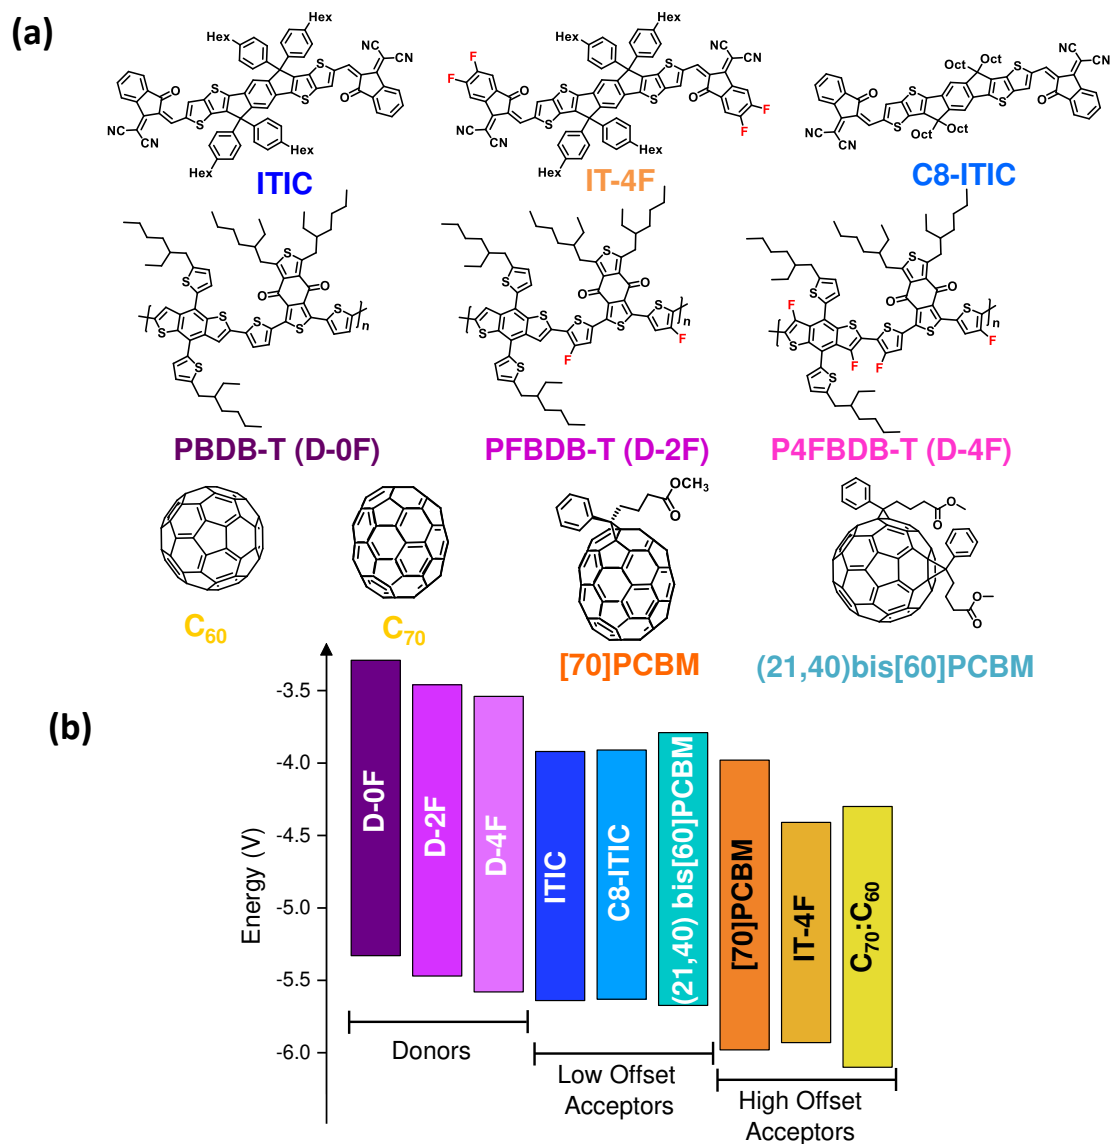 (a)
Hex
Hex
Hex
Hex
O
O
S
S
S
S
NC
CN
NC
CN
ITIC
Hex
Hex
Hex
Hex
F
F
F
F
O
O
S
S
S
S
NC
CN
NC
CN
IT-4F
Oct
Oct
Oct
Oct
O
O
S
S
S
S
NC
CN
NC
CN
C8-ITIC
S
S
S
S
S
S
S
S
O
O
n
PBDB-T (D-0F)
S
S
S
S
S
S
S
S
O
O
F
F
n
PFBDB-T (D-2F)
S
S
S
S
S
S
S
S
O
O
F
F
F
F
n
P4FBDB-T (D-4F)
C60
C70
OCH3
O
[70]PCBM
O
O
O
O
(21,40)bis[60]PCBM
(b)
Energy (V)
-3.5
-4.0
-4.5
-5.0
-5.5
-6.0
D-0F
D-2F
D-4F
ITIC
C8-ITIC
(21,40) bis[60]PCBM
[70]PCBM
IT-4F
C70:C60
Donors
Low Offset
Acceptors
High Offset
Acceptors